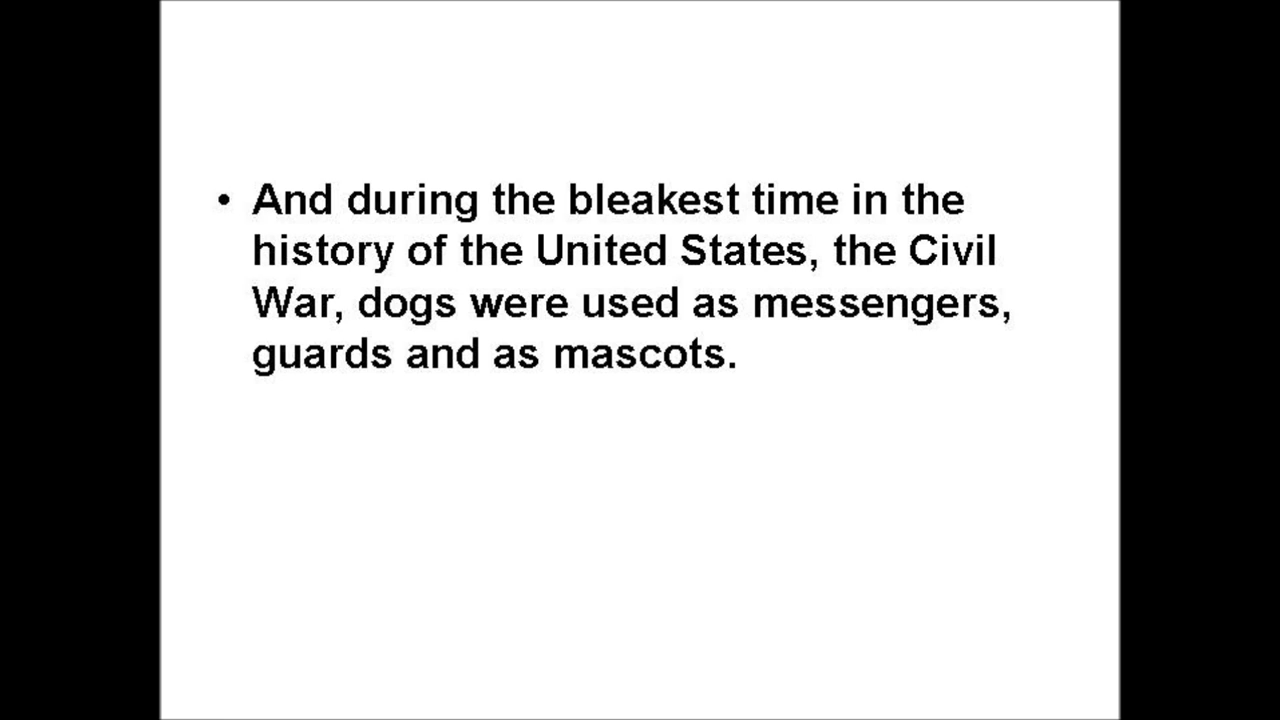 • And during the bleakest time in the
history of the United States, the Civil
War, dogs were used as messengers,
guards and as mascots.